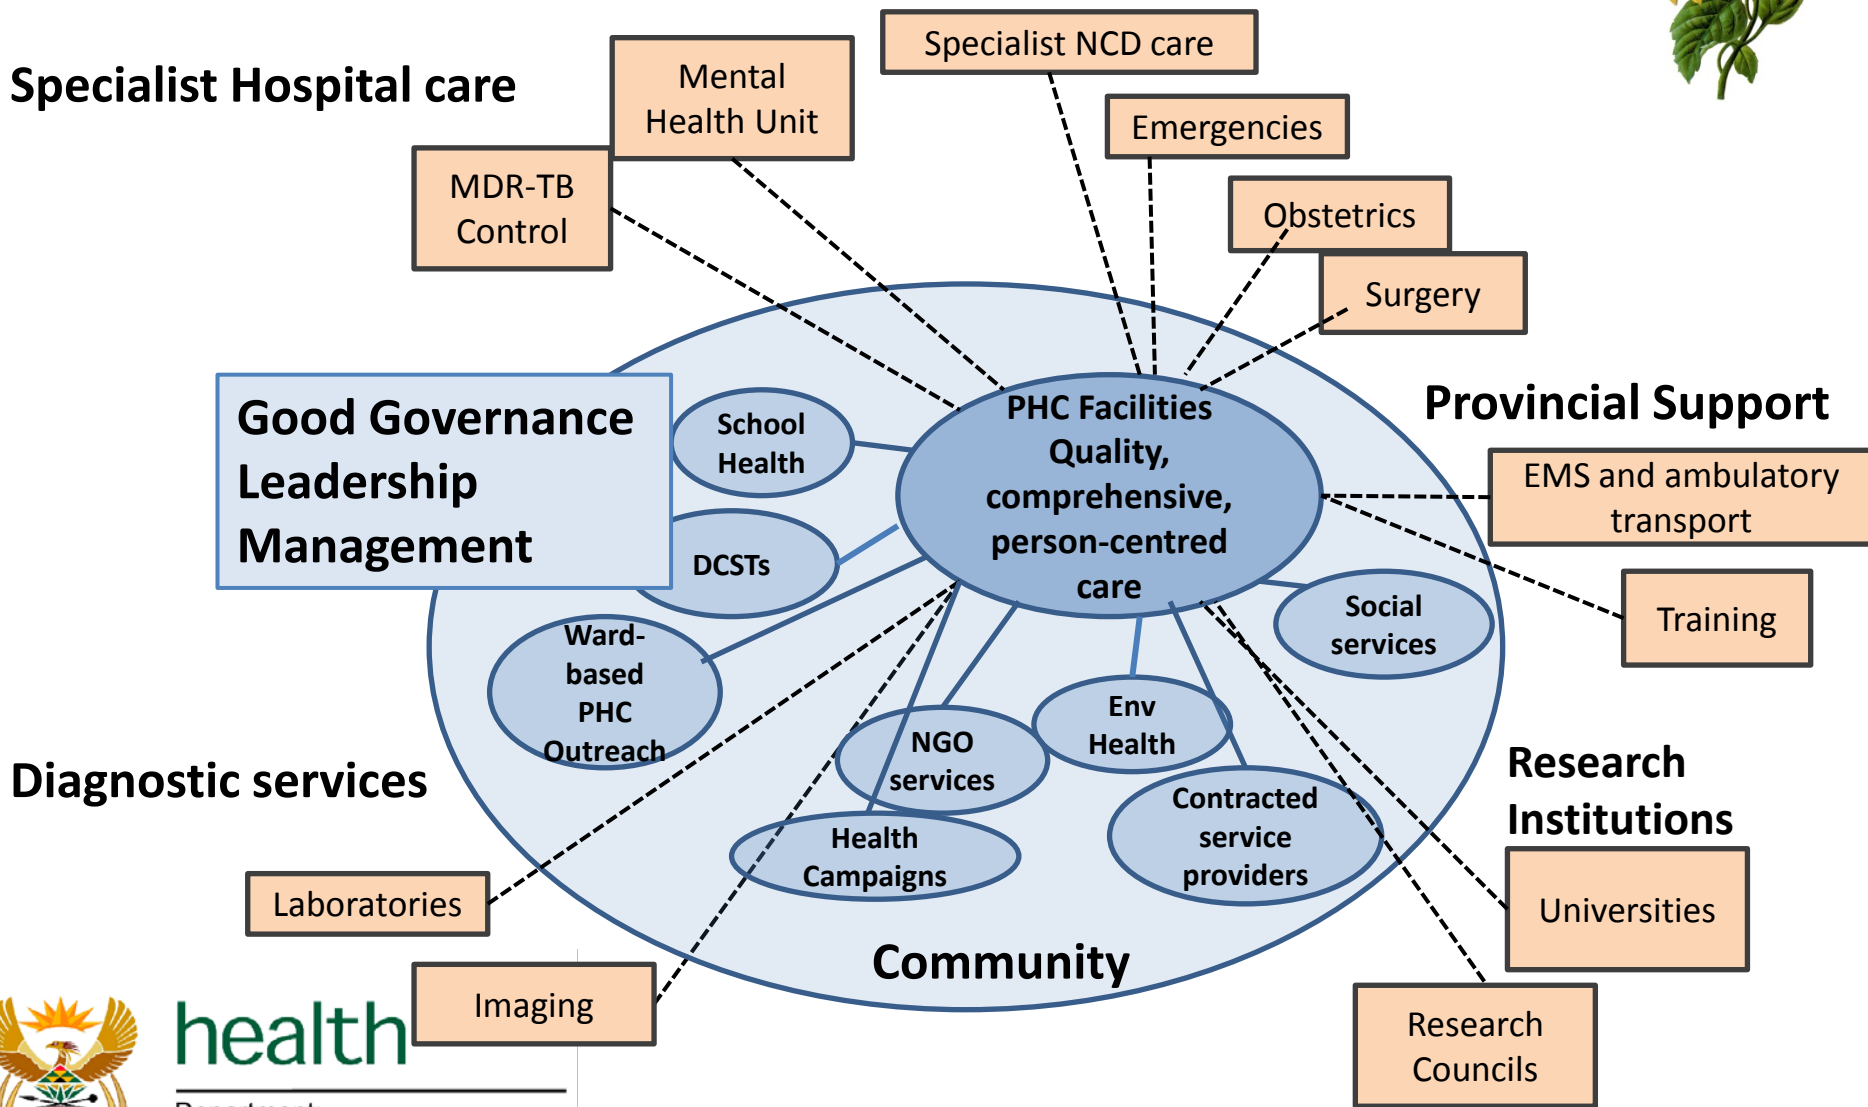 Specialist Hospital care
Mental
Health Unit
Specialist NCD care
Emergencies
MDR-TB
Control
Obstetrics
Surgery
Good Governance
Leadership
Management
School
Health
PHC Facilities
Quality,
comprehensive,
person-centred
care
Provincial Support
EMS and ambulatory
transport
Training
DCSTs
Social
services
Ward-
based
PHC
Outreach
NGO
services
Env
Health
Health
Campaigns
Contracted
service
providers
Diagnostic services
Laboratories
Imaging
Community
Research
Institutions
Universities
Research
Councils
health